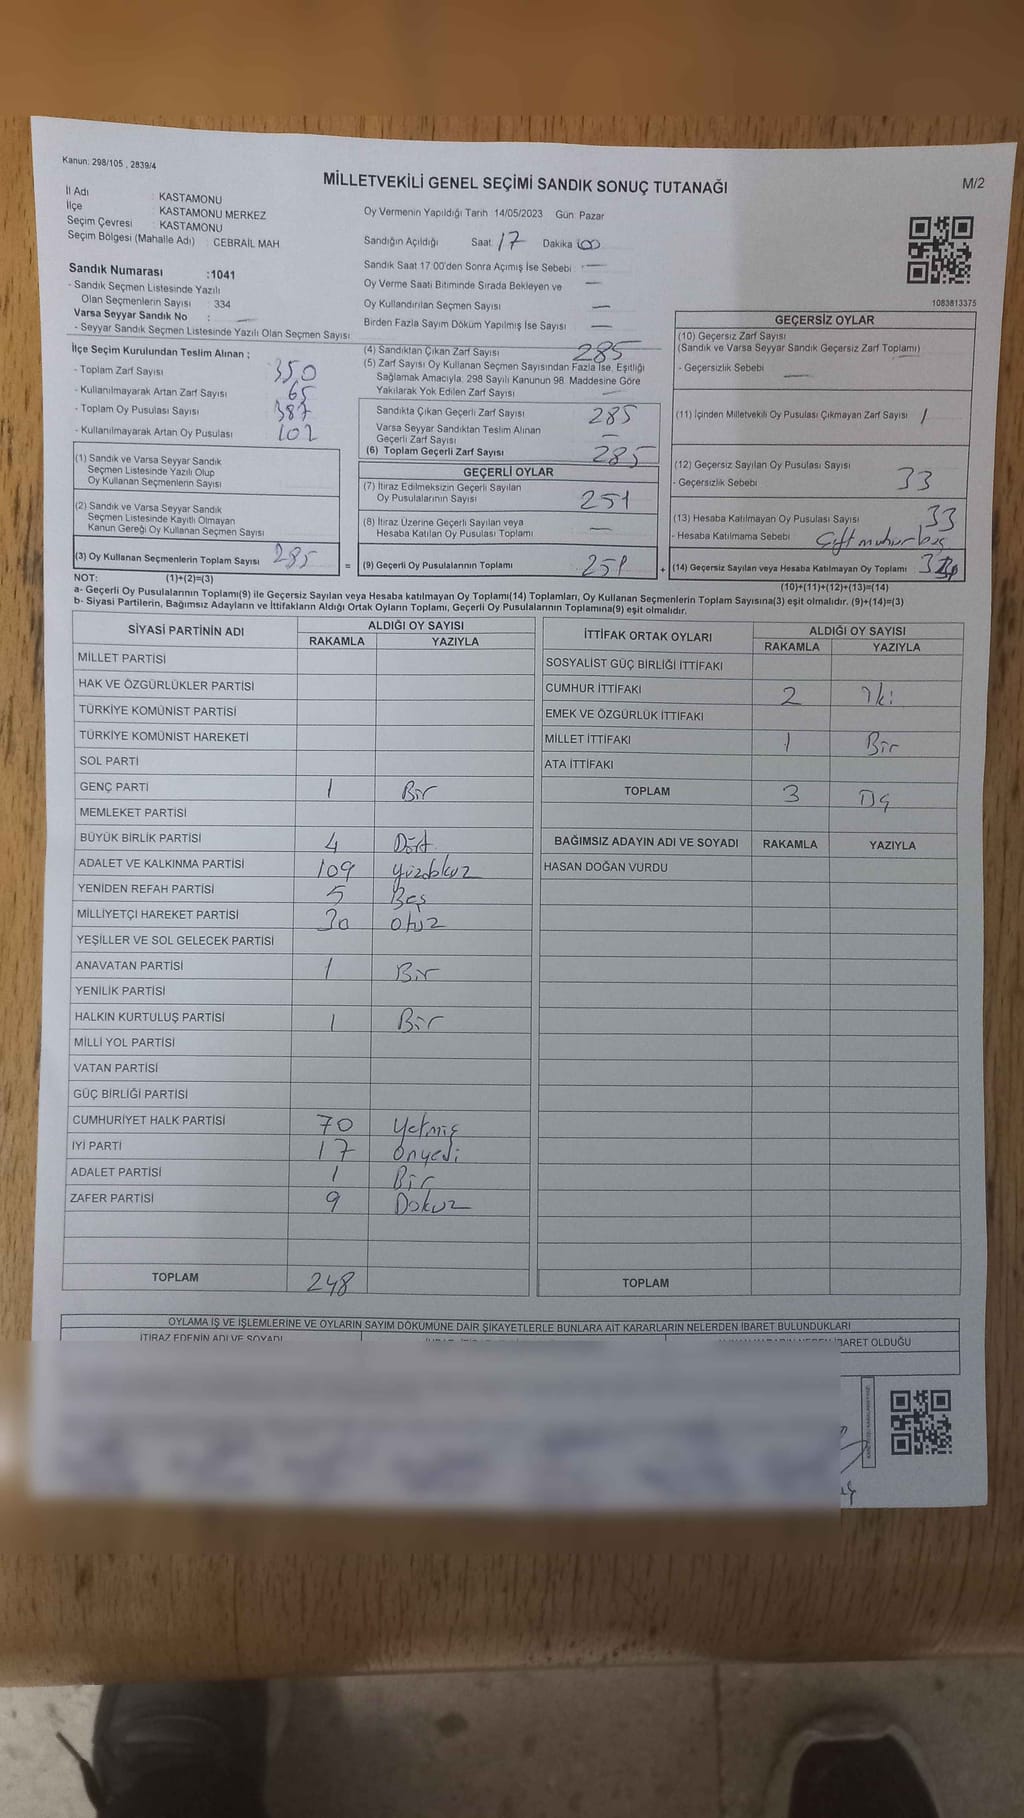 Kanun: 298/105 , 2839/4
MİLLETVEKİLİ GENEL SEÇİMİ SANDIK SONUÇ TUTANAĞI
M/2
İl Adı : KASTAMONU
İlçe : KASTAMONU MERKEZ
Seçim Çevresi : KASTAMONU
Seçim Bölgesi (Mahalle Adı) : CEBRAİL MAH
Sandık Numarası :1041
- Sandık Seçmen Listesinde Yazılı
Olan Seçmenlerin Sayısı : 334
Varsa Seyyar Sandık No :
- Seyyar Sandık Seçmen Listesinde Yazılı Olan Seçmen Sayısı
Oy Vermenin Yapıldığı Tarih 14/05/2023 Gün Pazar
Sandığın Açıldığı Saat 17 Dakika 00
Sandık Saat 17:00'den Sonra Açımış İse Sebebi :
Oy Verme Saati Bitiminde Sırada Bekleyen ve
Oy Kullandırılan Seçmen Sayısı
Birden Fazla Sayım Döküm Yapılmış İse Sayısı
1083813375
İlçe Seçim Kurulundan Teslim Alınan ;
- Toplam Zarf Sayısı 350
- Kullanılmayarak Artan Zarf Sayısı 65
- Toplam Oy Pusulası Sayısı 387
- Kullanılmayarak Artan Oy Pusulası 102
(1) Sandık ve Varsa Seyyar Sandık
Seçmen Listesinde Yazılı Olup
Oy Kullanan Seçmenlerin Sayısı
(2) Sandık ve Varsa Seyyar Sandık
Seçmen Listesinde Kayıtlı Olmayan
Kanun Gereği Oy Kullanan Seçmen Sayısı
(3) Oy Kullanan Seçmenlerin Toplam Sayısı 285
=
(4) Sandıktan Çıkan Zarf Sayısı 285
(5) Zarf Sayısı Oy Kullanan Seçmen Sayısından Fazla İse, Eşitliği
Sağlamak Amacıyla, 298 Sayılı Kanunun 98. Maddesine Göre
Yakılarak Yok Edilen Zarf Sayısı
Sandıkta Çıkan Geçerli Zarf Sayısı 285
Varsa Seyyar Sandıktan Teslim Alınan
Geçerli Zarf Sayısı
(6) Toplam Geçerli Zarf Sayısı 285
GEÇERLİ OYLAR
(7) İtiraz Edilmeksizin Geçerli Sayılan
Oy Pusulalarının Sayısı 251
(8) İtiraz Üzerine Geçerli Sayılan veya
Hesaba Katılan Oy Pusulası Toplamı
(9) Geçerli Oy Pusulalarının Toplamı 251
+
GEÇERSİZ OYLAR
(10) Geçersiz Zarf Sayısı
(Sandık ve Varsa Seyyar Sandık Geçersiz Zarf Toplamı)
- Geçersizlik Sebebi
(11) İçinden Milletvekili Oy Pusulası Çıkmayan Zarf Sayısı 1
(12) Geçersiz Sayılan Oy Pusulası Sayısı
- Geçersizlik Sebebi 33
(13) Hesaba Katılmayan Oy Pusulası Sayısı 33
- Hesaba Katılmama Sebebi
(14) Geçersiz Sayılan veya Hesaba Katılmayan Oy Toplamı
NOT: (1)+(2)=(3)
(10)+(11)+(12)+(13)=(14)
a- Geçerli Oy Pusulalarının Toplamı(9) ile Geçersiz Sayılan veya Hesaba katılmayan Oy Toplamı(14) Toplamları, Oy Kullanan Seçmenlerin Toplam Sayısına(3) eşit olmalıdır. (9)+(14)=(3)
b- Siyasi Partilerin, Bağımsız Adayların ve İttifakların Aldığı Ortak Oyların Toplamı, Geçerli Oy Pusulalarının Toplamına(9) eşit olmalıdır.
SİYASİ PARTİNİN ADI ALDIĞI OY SAYISI
RAKAMLA YAZIYLA
MİLLET PARTİSİ
HAK VE ÖZGÜRLÜKLER PARTİSİ
TÜRKİYE KOMÜNİST PARTİSİ
TÜRKİYE KOMÜNİST HAREKETİ
SOL PARTİ
GENÇ PARTİ 1 Bir
MEMLEKET PARTİSİ
BÜYÜK BİRLİK PARTİSİ 4 Dört
ADALET VE KALKINMA PARTİSİ 109 Yüzdokuz
YENİDEN REFAH PARTİSİ 5 Beş
MİLLİYETÇİ HAREKET PARTİSİ 30 Otuz
YEŞİLLER VE SOL GELECEK PARTİSİ
ANAVATAN PARTİSİ 1 Bir
YENİLİK PARTİSİ
HALKIN KURTULUŞ PARTİSİ 1 Bir
MİLLİ YOL PARTİSİ
VATAN PARTİSİ
GÜÇ BİRLİĞİ PARTİSİ
CUMHURİYET HALK PARTİSİ 70 Yetmiş
İYİ PARTİ 17 Onyedi
ADALET PARTİSİ 1 Bir
ZAFER PARTİSİ 9 Dokuz
TOPLAM 248
İTTİFAK ORTAK OYLARI ALDIĞI OY SAYISI
RAKAMLA YAZIYLA
SOSYALİST GÜÇ BİRLİĞİ İTTİFAKI
CUMHUR İTTİFAKI 2 İki
EMEK VE ÖZGÜRLÜK İTTİFAKI
MİLLET İTTİFAKI 1 Bir
ATA İTTİFAKI
TOPLAM 3 Üç
BAĞIMSIZ ADAYIN ADI VE SOYADI RAKAMLA YAZIYLA
HASAN DOĞAN VURDU
TOPLAM
OYLAMA İŞ VE İŞLEMLERİNE VE OYLARIN SAYIM DÖKÜMÜNE DAİR ŞİKAYETLERLE BUNLARA AİT KARARLARIN NELERDEN İBARET BULUNDUKLARI
İTİRAZ EDENİN ADI VE SOYADI
İBARET OLDUĞU